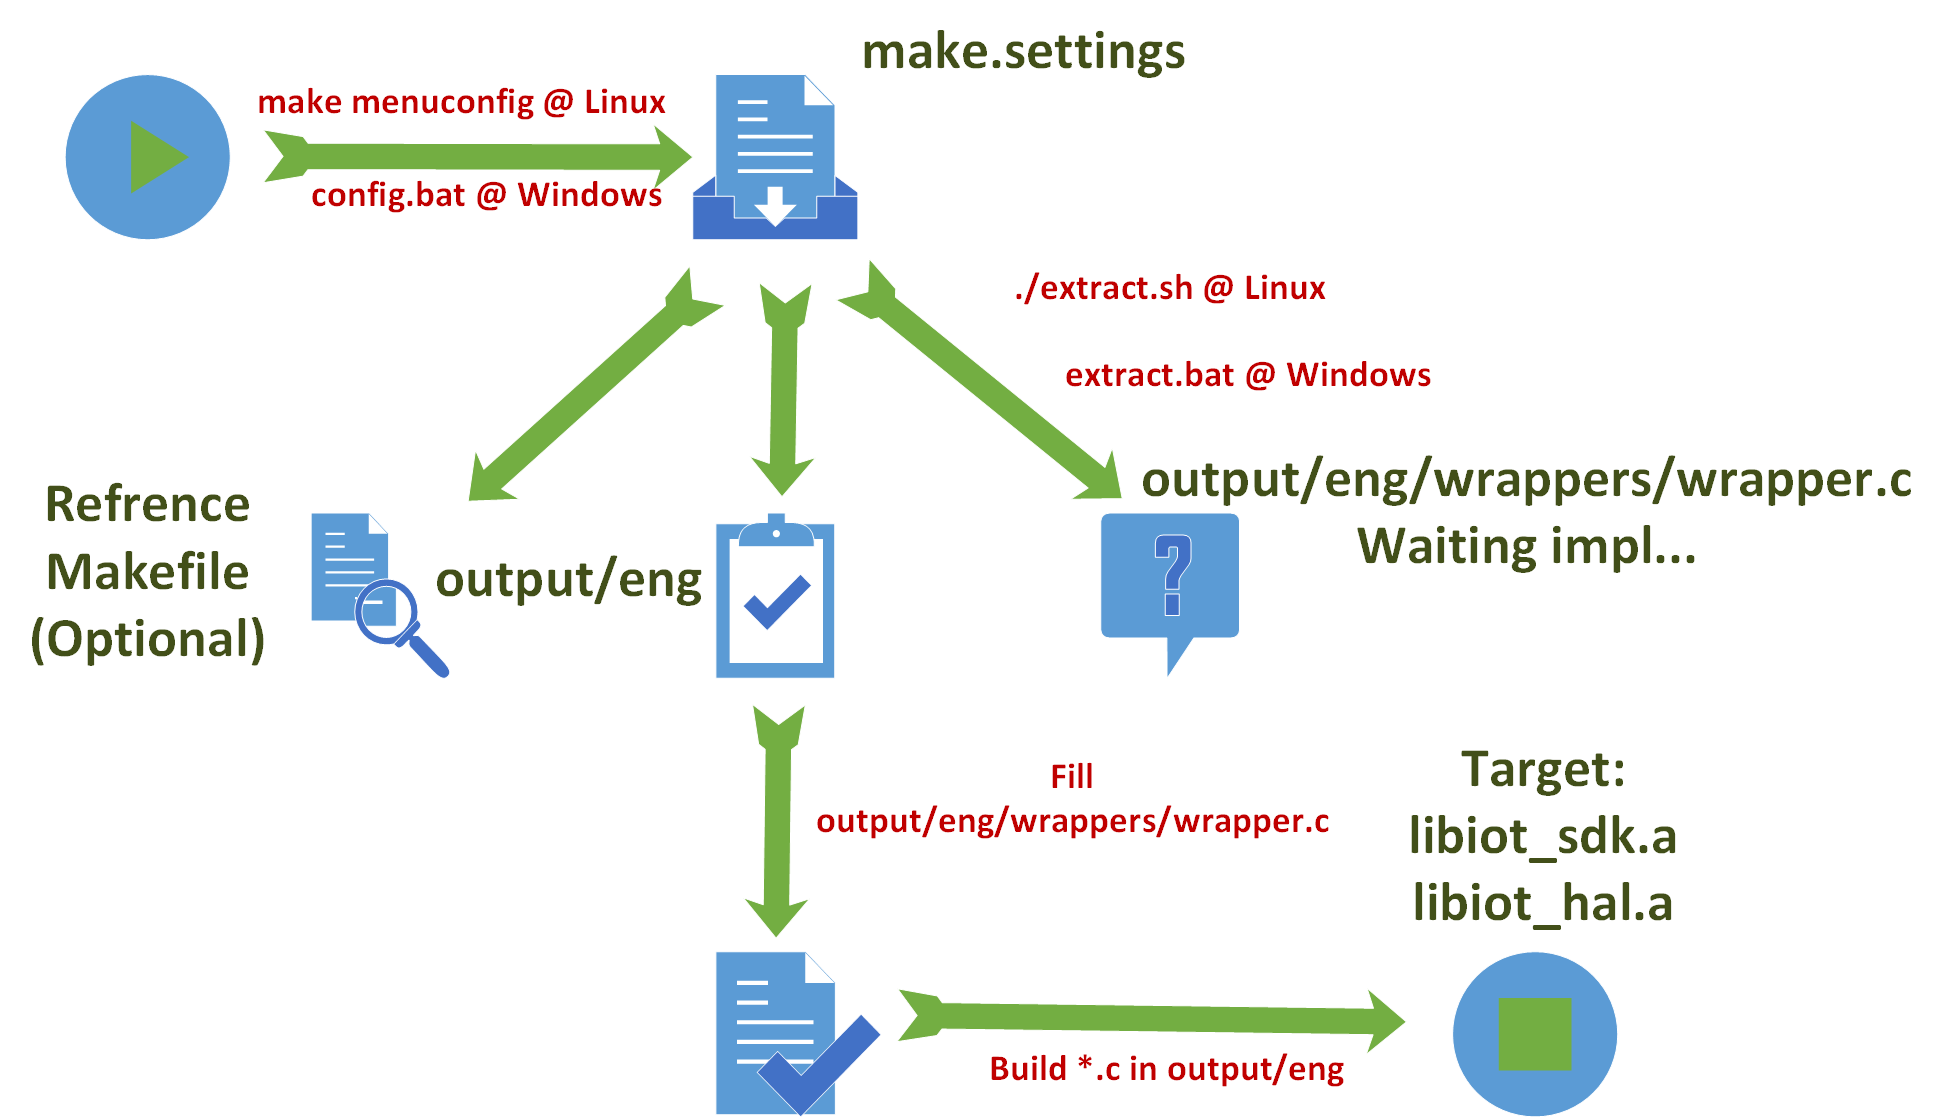 make.settings
make menuconfig @ Linux
config.bat @ Windows
./extract.sh @ Linux
extract.bat @ Windows
Refrence
Makefile
(Optional)
output/eng
output/eng/wrappers/wrapper.c
Waiting impl...
?
Fill
output/eng/wrappers/wrapper.c
Target:
libiot_sdk.a
libiot_hal.a
Build *.c in output/eng